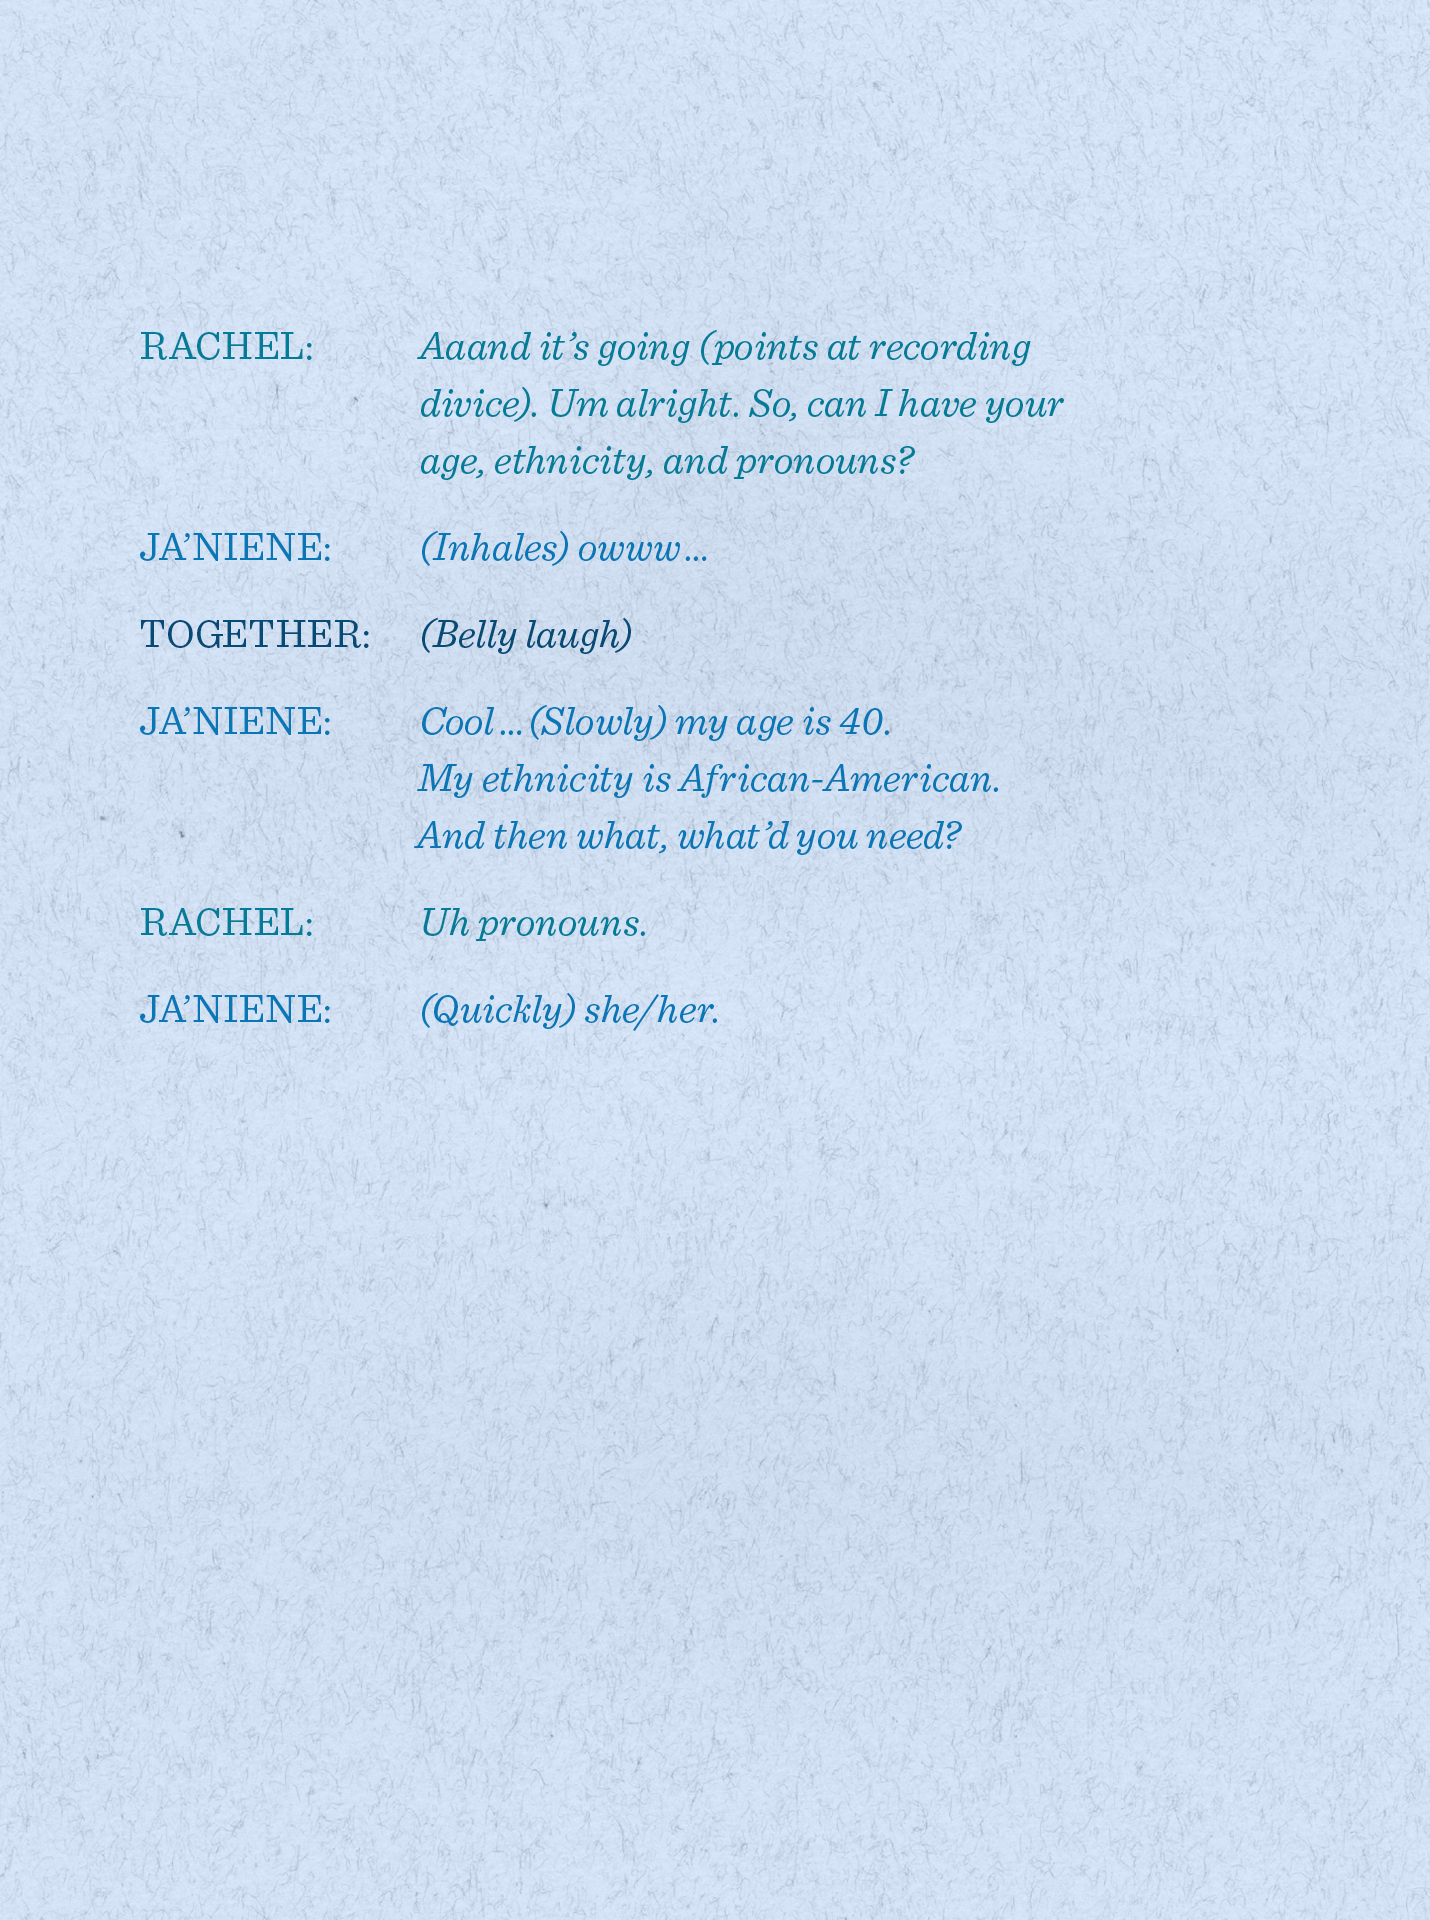 RACHEL: Aaand it’s going (points at recording
divice). Um alright. So, can I have your
age, ethnicity, and pronouns?
JA’NIENE: (Inhales) owww...
TOGETHER: (Belly laugh)
JA’NIENE: Cool... (Slowly) my age is 40.
My ethnicity is African-American.
And then what, what’d you need?
RACHEL: Uh pronouns.
JA’NIENE: (Quickly) she/her.